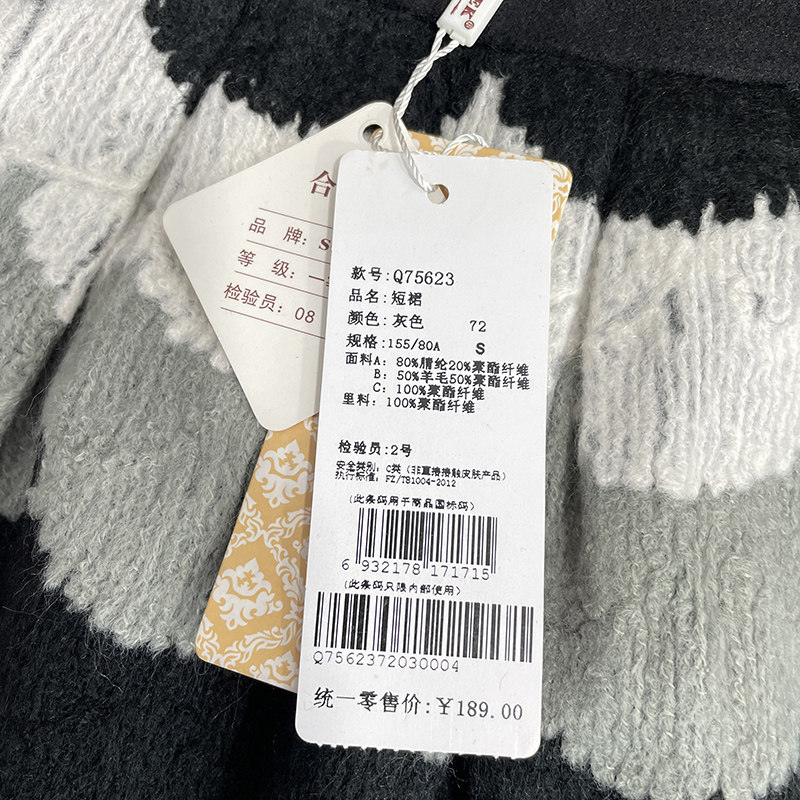 EK®
合
品 牌: S
等 级: 一
检验员: 08
款号:Q75623
品名:短裙
颜色:灰色 72
规格:155/80A S
面料A: 80%腈纶20%聚酯纤维
B: 50%羊毛50%聚酯纤维
C: 100%聚酯纤维
里料: 100%聚酯纤维
检验员:2号
安全类别: C类 (非直接接触皮肤产品)
执行标准: FZ/T81004-2012
(此条码用于商品国标码)
6 932178 171715
(此条码只限内部使用)
Q7562372030004
统一零售价:￥189.00